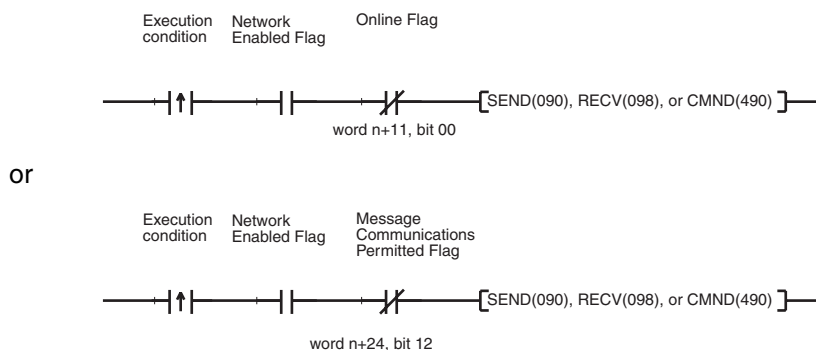 Execution condition
Network Enabled Flag
Online Flag
SEND(090), RECV(098), or CMND(490)
word n+11, bit 00
or
Execution condition
Network Enabled Flag
Message Communications Permitted Flag
SEND(090), RECV(098), or CMND(490)
word n+24, bit 12